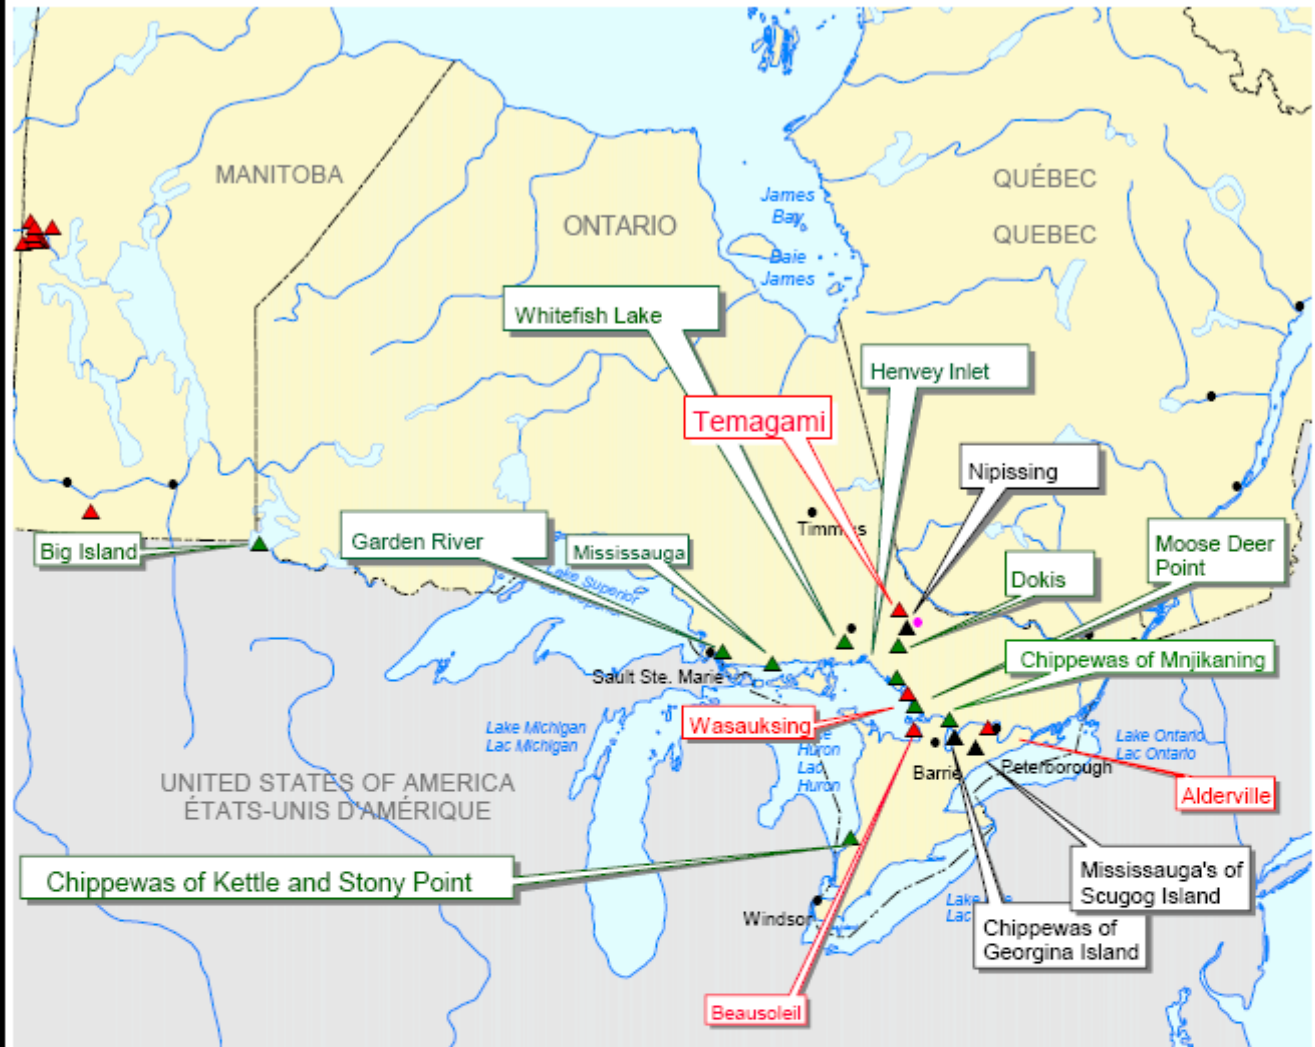 MANITOBA
ONTARIO
QUÉBEC
QUEBEC
James
Bay
Baie
James
Whitefish Lake
Henvey Inlet
Temagami
Nipissing
Timmins
Big Island
Garden River
Mississauga
Moose Deer
Point
Dokis
Lake Superior
Chippewas of Mnjikaning
Sault Ste. Marie
Wasauksing
Lake Michigan
Lac Michigan
Huron
Lac
Huron
Lake Ontario
Lac Ontario
Barrie
Peterborough
UNITED STATES OF AMERICA
ÉTATS-UNIS D'AMÉRIQUE
Alderville
Chippewas of Kettle and Stony Point
Mississauga's of
Scugog Island
Windsor
Lake
Lac
Chippewas of
Georgina Island
Beausoleil